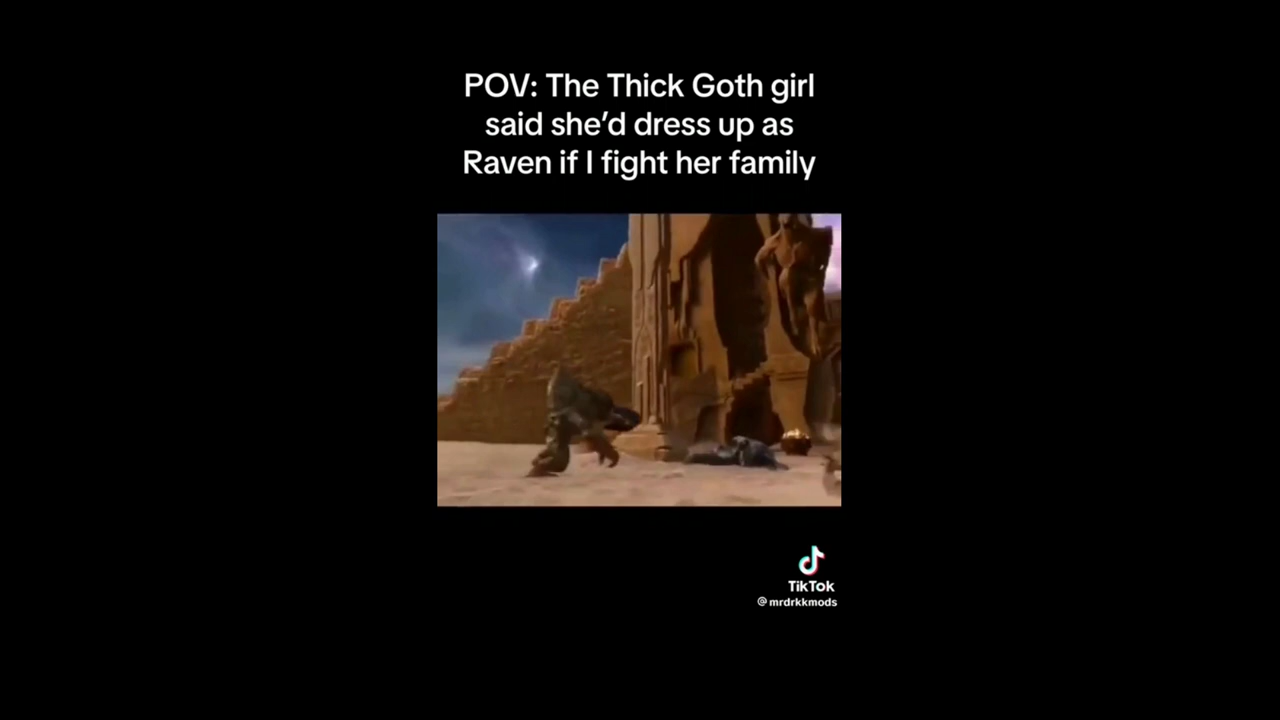 POV: The Thick Goth girl
said she’d dress up as
Raven if I fight her family
TikTok
@mrdrkkmods